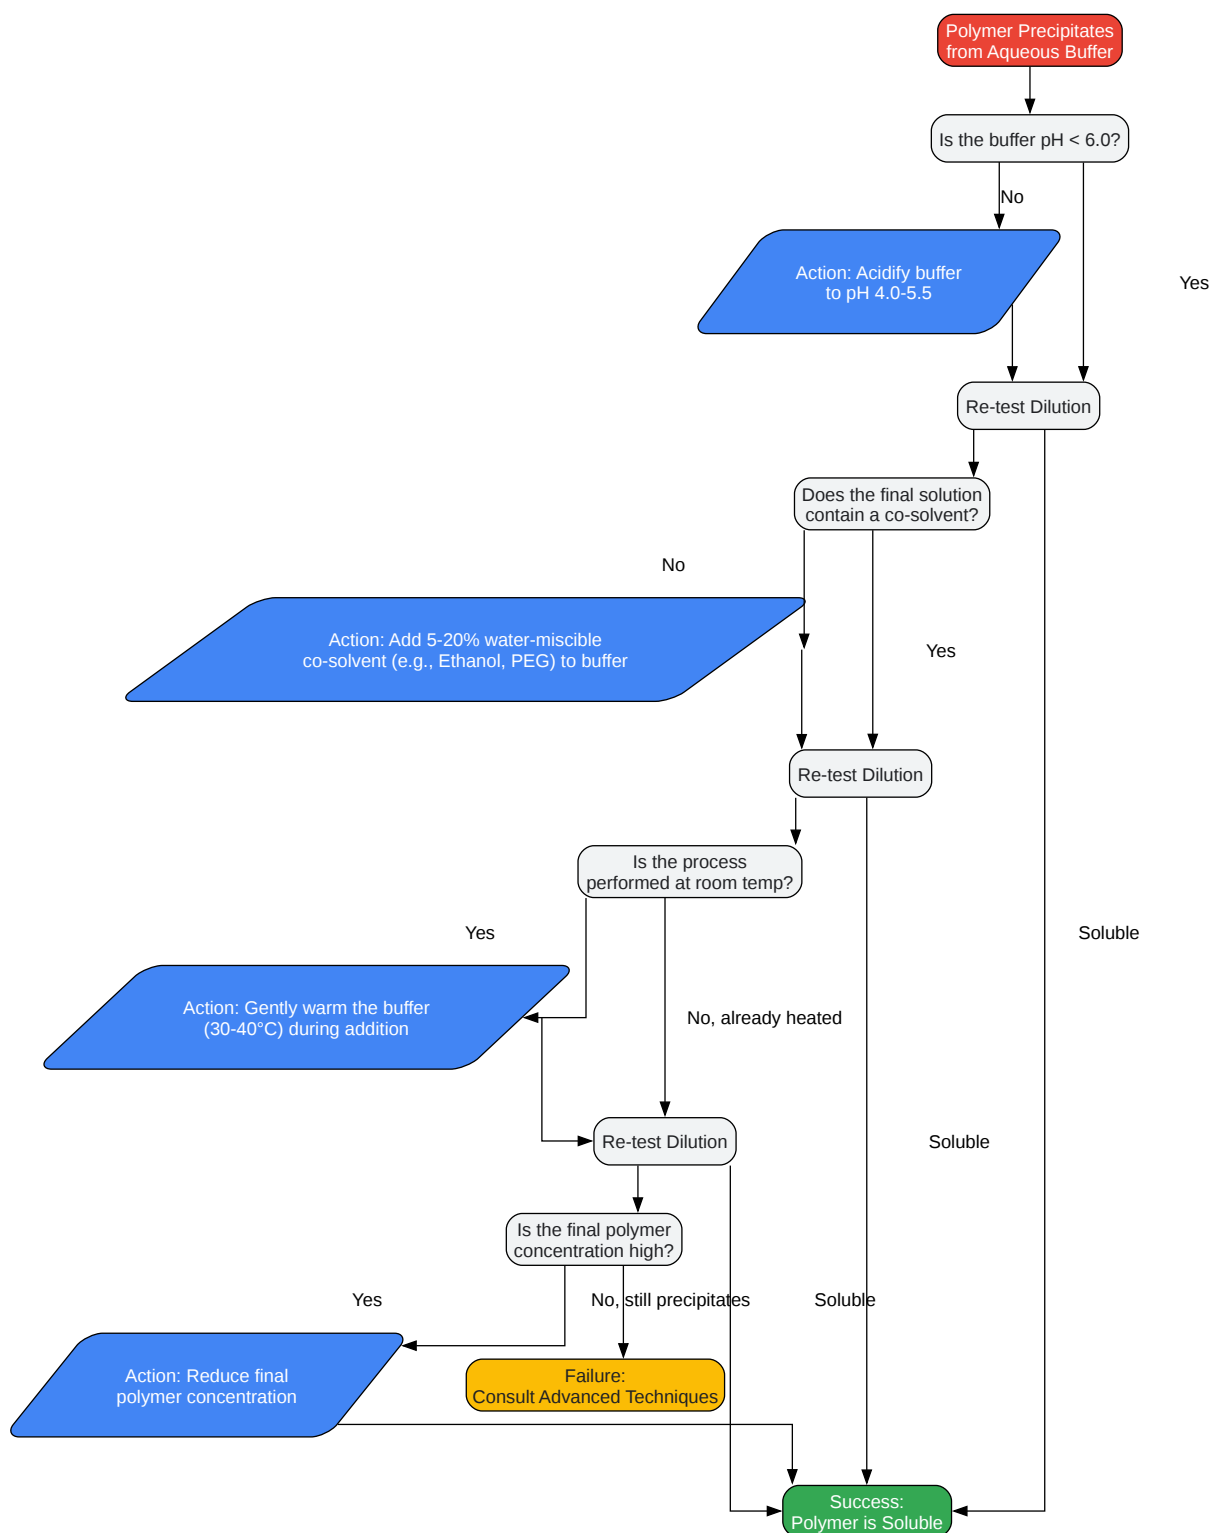 Polymer Precipitates
from Aqueous Buffer
Is the buffer pH < 6.0?
No
Action: Acidify buffer
to pH 4.0-5.5
Yes
Re-test Dilution
Does the final solution
contain a co-solvent?
No
Action: Add 5-20% water-miscible
co-solvent (e.g., Ethanol, PEG) to buffer
Yes
Re-test Dilution
Is the process
performed at room temp?
Yes
Soluble
Action: Gently warm the buffer
(30-40°C) during addition
No, already heated
Re-test Dilution
Soluble
Is the final polymer
concentration high?
Yes
No, still precipitates
Soluble
Action: Reduce final
polymer concentration
Failure:
Consult Advanced Techniques
Success:
Polymer is Soluble